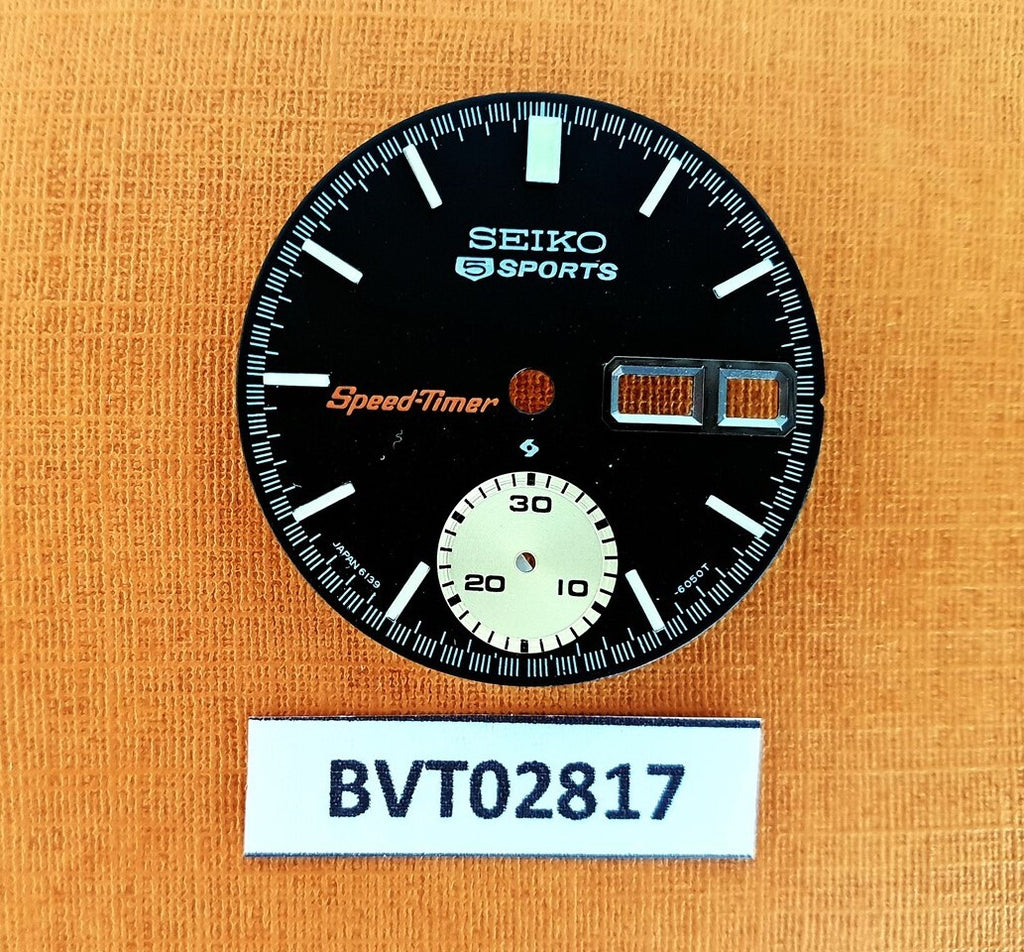 SEIKO
5 SPORTS
Speed-Timer
30
20 10
JAPAN 6139
-6050T
BVT02817